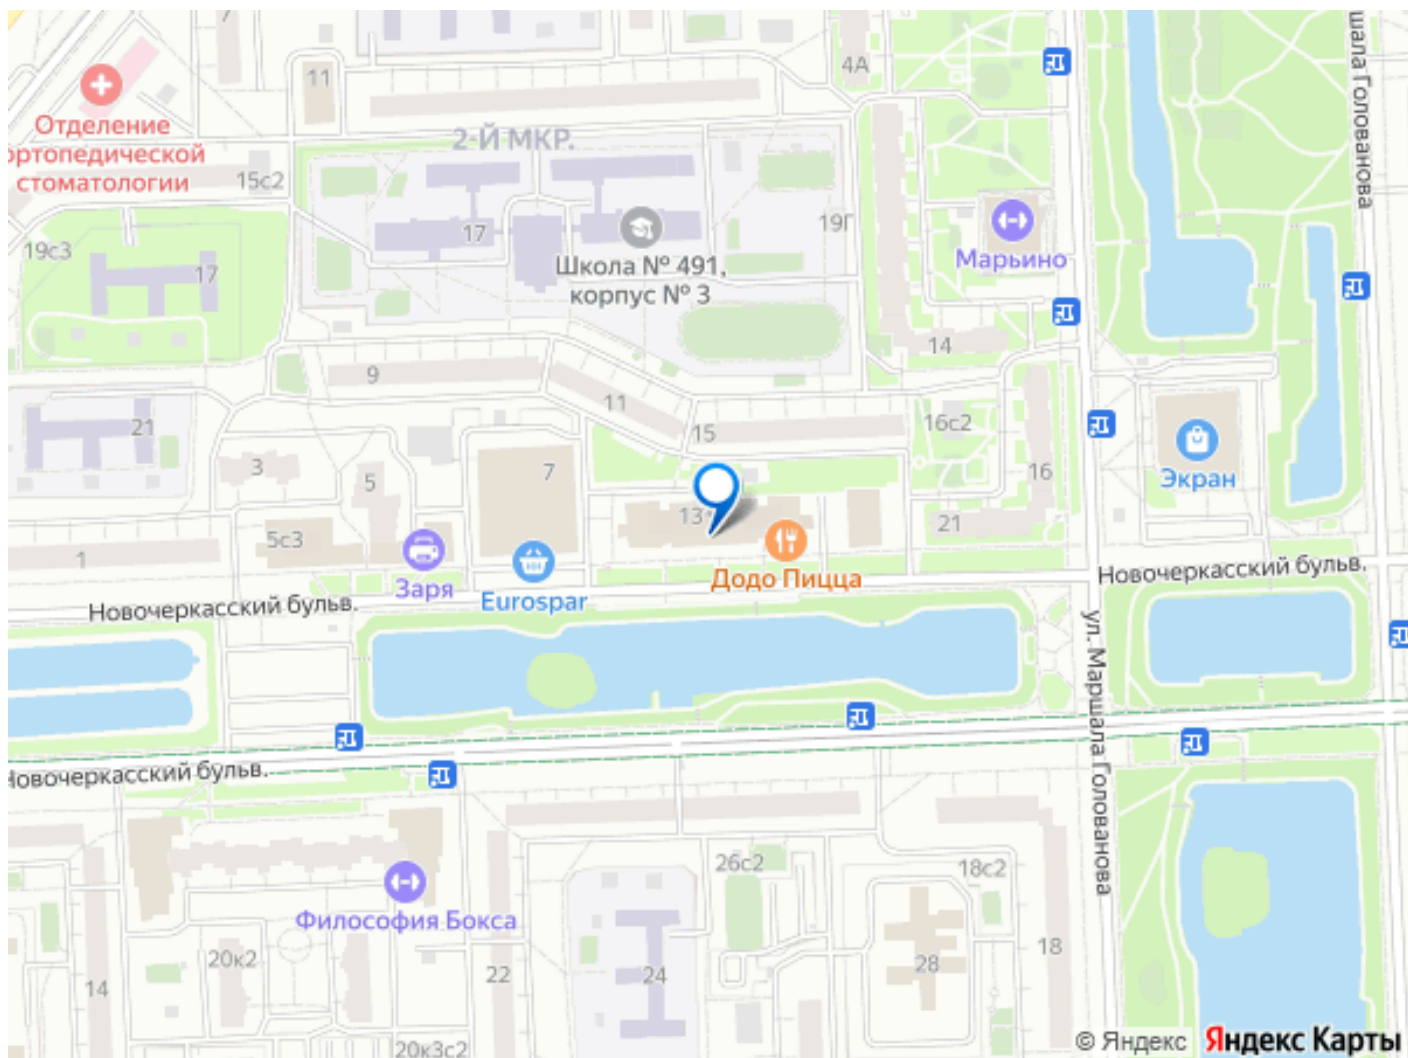 7
11
4А
шала Голованова
Отделение
ортопедической
стоматологии
2-Й МКР.
15с2
19с3
17
17
Школа № 491,
корпус № 3
19Г
Марьино
14
9
11
15
16с2
21
3
5
7
16
Экран
13
21
1
5с3
Заря
Eurospar
Додо Пицца
Новочеркасский бульв.
Новочеркасский бульв.
ул. Маршала Голованова
Новочеркасский бульв.
26с2
18с2
Философия Бокса
20к2
22
24
28
18
14
20к3с2
© Яндекс
Яндекс Карты